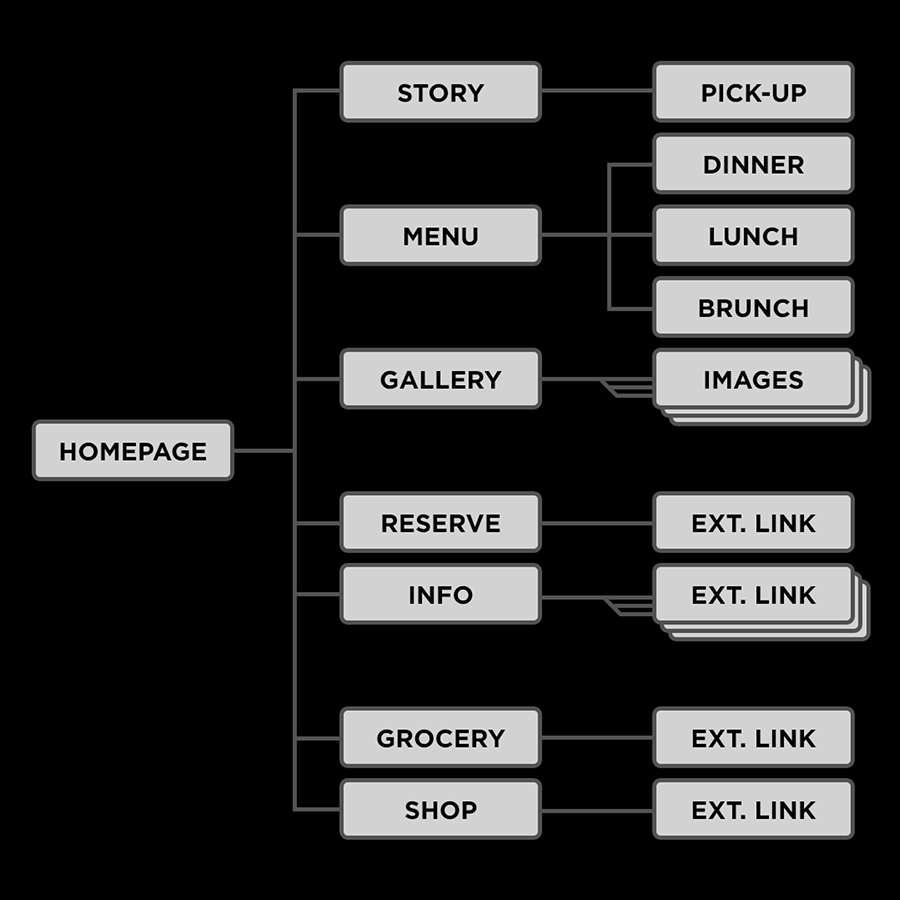 STORY
PICK-UP
DINNER
MENU
LUNCH
BRUNCH
GALLERY
IMAGES
HOMEPAGE
RESERVE
EXT. LINK
INFO
EXT. LINK
GROCERY
EXT. LINK
SHOP
EXT. LINK